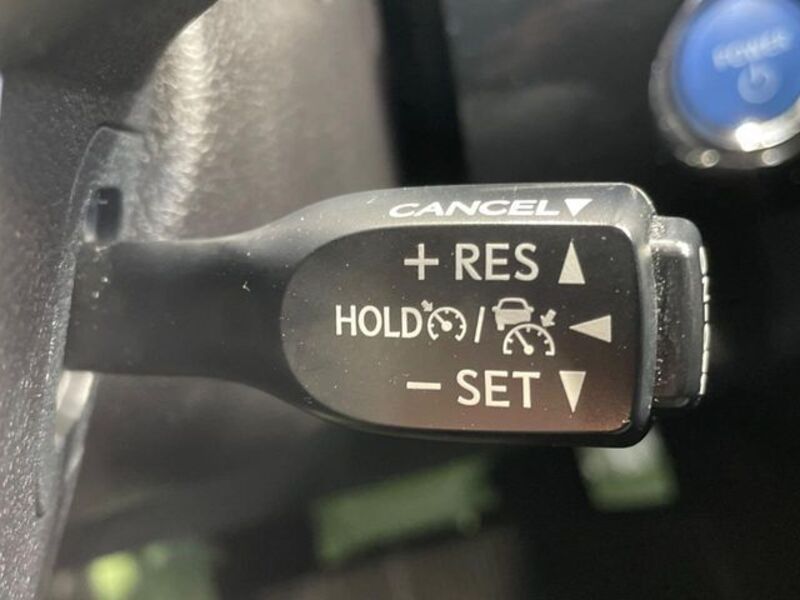 POWER
CANCEL▼
+ RES ▲
HOLD / ◀
− SET ▼